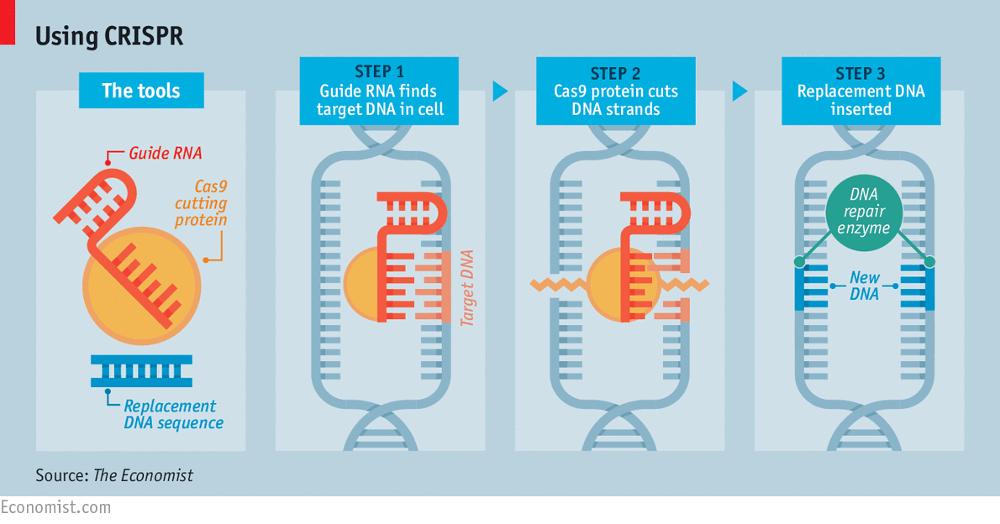 Using CRISPR
The tools
Guide RNA
Cas9
cutting
protein
Replacement
DNA sequence
STEP 1
Guide RNA finds
target DNA in cell
Target DNA
STEP 2
Cas9 protein cuts
DNA strands
STEP 3
Replacement DNA
inserted
DNA
repair
enzyme
New
DNA
Source: The Economist
Economist.com